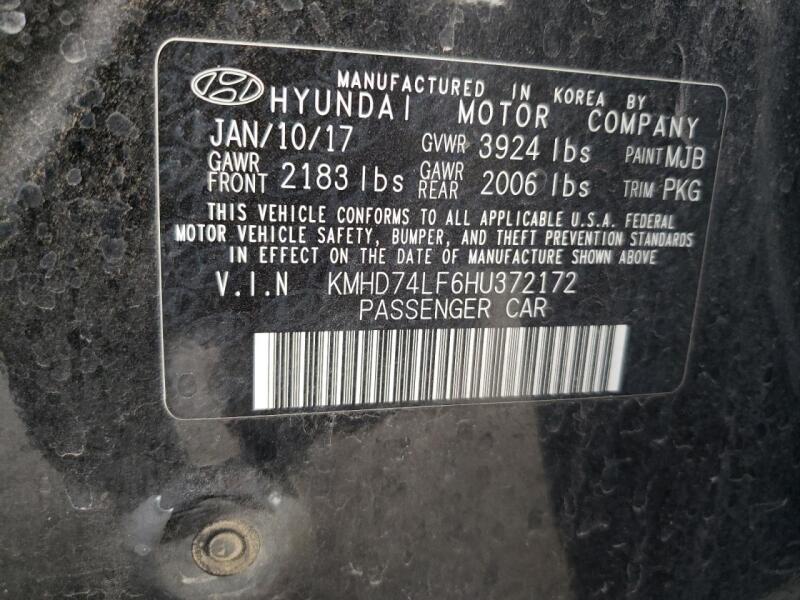 MANUFACTURED IN KOREA BY
HYUNDAI MOTOR COMPANY
JAN/10/17 GVWR 3924 lbs PAINT MJB
GAWR FRONT 2183 lbs GAWR REAR 2006 lbs TRIM PKG
THIS VEHICLE CONFORMS TO ALL APPLICABLE U.S.A. FEDERAL
MOTOR VEHICLE SAFETY, BUMPER, AND THEFT PREVENTION STANDARDS
IN EFFECT ON THE DATE OF MANUFACTURE SHOWN ABOVE
V.I.N KMHD74LF6HU372172
PASSENGER CAR